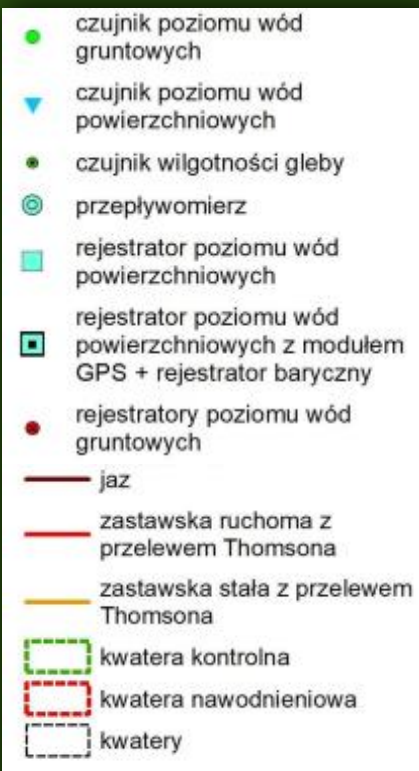 czujnik poziomu wód
gruntowych
czujnik poziomu wód
powierzchniowych
czujnik wilgotności gleby
przepływomierz
rejestrator poziomu wód
powierzchniowych
rejestrator poziomu wód
powierzchniowych z modułem
GPS + rejestrator baryczny
rejestratory poziomu wód
gruntowych
jaz
zastawska ruchoma z
przelewem Thomsona
zastawska stała z przelewem
Thomsona
kwatera kontrolna
kwatera nawodnieniowa
kwatery